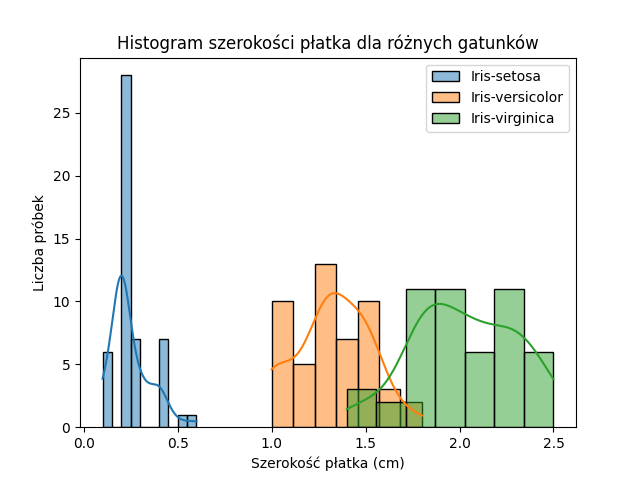 Histogram szerokości płatka dla różnych gatunków
Iris-setosa
Iris-versicolor
Iris-virginica
Liczba próbek
25
20
15
10
5
0
0.0 0.5 1.0 1.5 2.0 2.5
Szerokość płatka (cm)